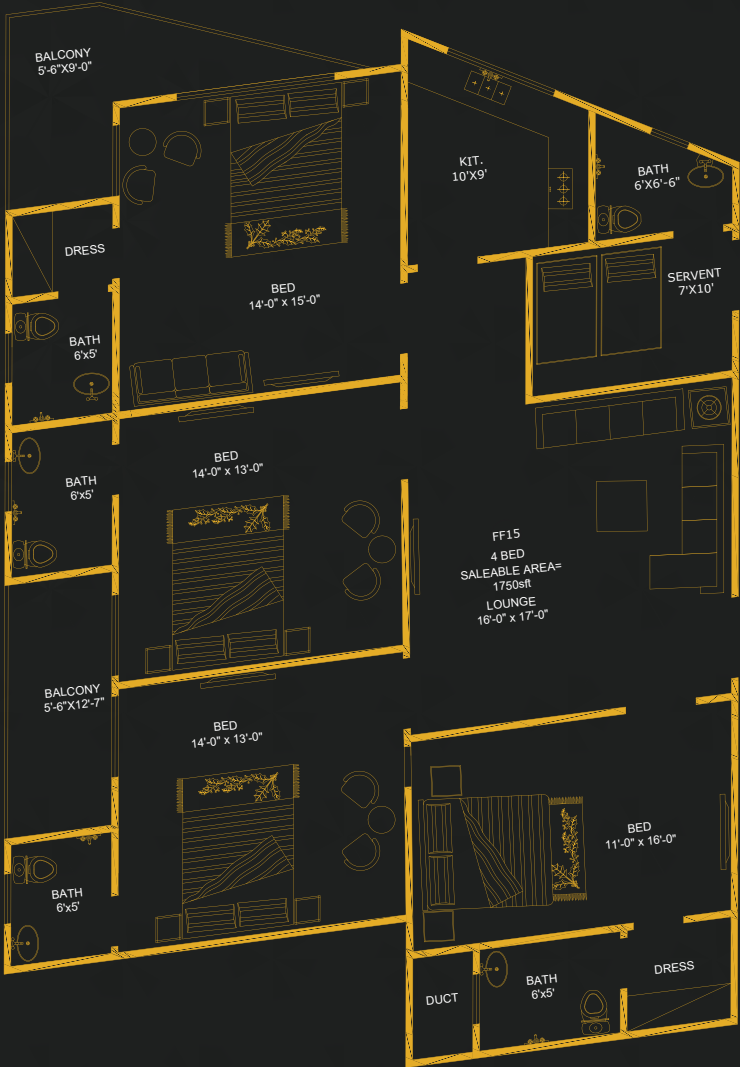 BALCONY
5'-6"X9'-0"
KIT.
10'X9'
BATH
6'X6'-6"
DRESS
SERVENT
7'X10'
BED
14'-0" x 15'-0"
BATH
6'x5'
BED
14'-0" x 13'-0"
BATH
6'x5'
FF15
4 BED
SALEABLE AREA=
1750sft
LOUNGE
16'-0" x 17'-0"
BALCONY
5'-6"X12'-7"
BED
14'-0" x 13'-0"
BED
11'-0" x 16'-0"
BATH
6'x5'
DUCT
BATH
6'x5'
DRESS